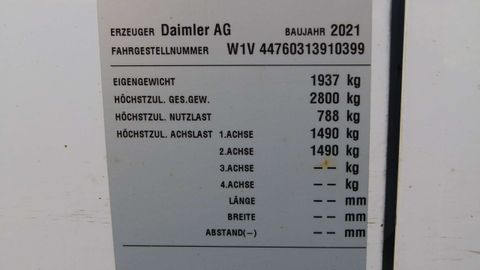 ERZEUGER Daimler AG BAUJAHR 2021
FAHRGESTELLNUMMER W1V 44760313910399
EIGENGEWICHT 1937 kg
HÖCHSTZUL. GES.GEW. 2800 kg
HÖCHSTZUL. NUTZLAST 788 kg
HÖCHSTZUL. ACHSLAST 1.ACHSE 1490 kg
2.ACHSE 1490 kg
3.ACHSE -- kg
4.ACHSE -- kg
LÄNGE -- mm
BREITE -- mm
ABSTAND(-) -- mm